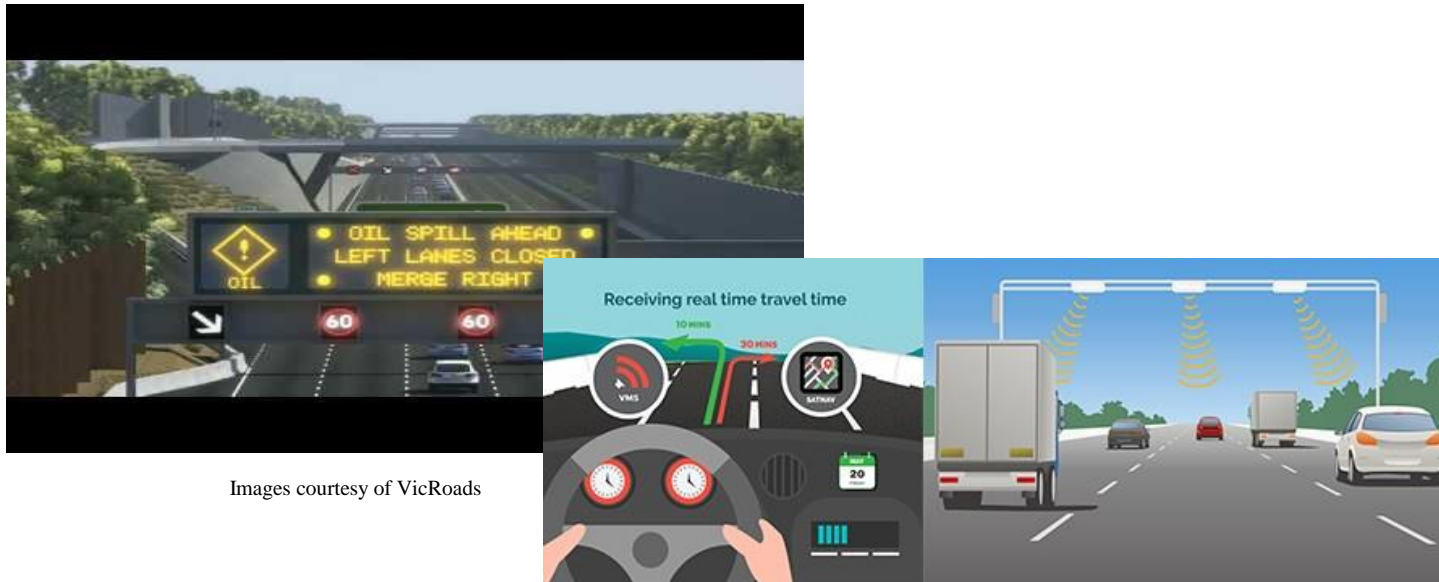 OIL SPILL AHEAD
LEFT LANES CLOSED
MERGE RIGHT
OIL
60 60
Receiving real time travel time
10 MINS
30 MINS
VMS
SATNAV
MAY
20
Images courtesy of VicRoads